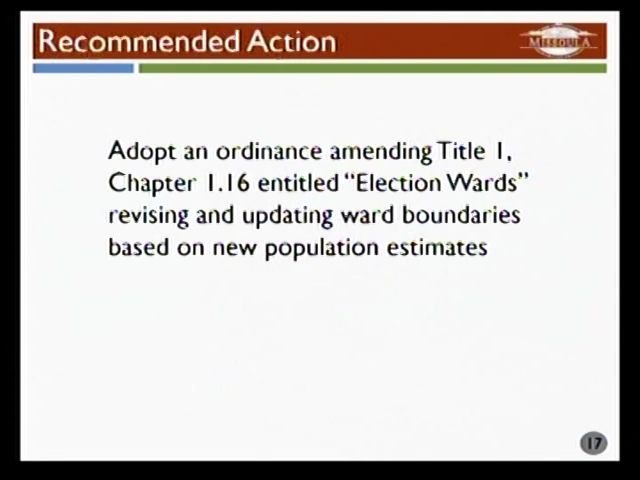 Recommended Action
MISSOULA
Adopt an ordinance amending Title 1,
Chapter 1.16 entitled “Election Wards”
revising and updating ward boundaries
based on new population estimates
17